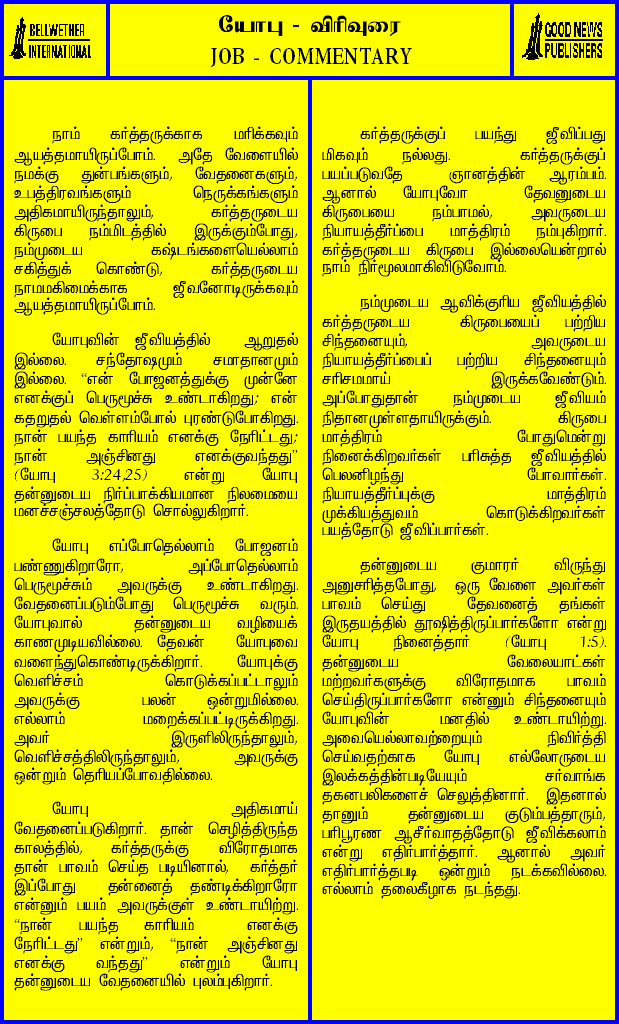 BELLWETHER
INTERNATIONAL
யோபு - விரிவுரை
JOB - COMMENTARY
GOOD NEWS
PUBLISHERS
நாம் கர்த்தருக்காக மரிக்கவும்
ஆயத்தமாயிருப்போம். அதே வேளையில்
நமக்கு துன்பங்களும், வேதனைகளும்,
உபத்திரவங்களும் நெருக்கங்களும்
அதிகமாயிருந்தாலும், கர்த்தருடைய
கிருபை நம்மிடத்தில் இருக்கும்போது,
நம்முடைய கஷ்டங்களையெல்லாம்
சகித்துக் கொண்டு, கர்த்தருடைய
நாமமகிமைக்காக ஜீவனோடிருக்கவும்
ஆயத்தமாயிருப்போம்.
யோபுவின் ஜீவியத்தில் ஆறுதல்
இல்லை. சந்தோஷமும் சமாதானமும்
இல்லை. “என் போஜனத்துக்கு முன்னே
எனக்குப் பெருமூச்சு உண்டாகிறது; என்
கதறுதல் வெள்ளம்போல் புரண்டுபோகிறது.
நான் பயந்த காரியம் எனக்கு நேரிட்டது;
நான் அஞ்சினது எனக்குவந்தது”
(யோபு 3:24,25) என்று யோபு
தன்னுடைய நிர்ப்பாக்கியமான நிலமையை
மனச்சஞ்சலத்தோடு சொல்லுகிறார்.
யோபு எப்போதெல்லாம் போஜனம்
பண்ணுகிறாரோ, அப்போதெல்லாம்
பெருமூச்சும் அவருக்கு உண்டாகிறது.
வேதனைப்படும்போது பெருமூச்சு வரும்.
யோபுவால் தன்னுடைய வழியைக்
காணமுடியவில்லை. தேவன் யோபுவை
வளைந்துகொண்டிருக்கிறார். யோபுக்கு
வெளிச்சம் கொடுக்கப்பட்டாலும்
அவருக்கு பலன் ஒன்றுமில்லை.
எல்லாம் மறைக்கப்பட்டிருக்கிறது.
அவர் இருளிலிருந்தாலும்,
வெளிச்சத்திலிருந்தாலும், அவருக்கு
ஒன்றும் தெரியப்போவதில்லை.
யோபு அதிகமாய்
வேதனைப்படுகிறார். தான் செழித்திருந்த
காலத்தில், கர்த்தருக்கு விரோதமாக
தான் பாவம் செய்த படியினால், கர்த்தர்
இப்போது தன்னைத் தண்டிக்கிறாரோ
என்னும் பயம் அவருக்குள் உண்டாயிற்று.
“நான் பயந்த காரியம் எனக்கு
நேரிட்டது” என்றும், “நான் அஞ்சினது
எனக்கு வந்தது” என்றும் யோபு
தன்னுடைய வேதனையில் புலம்புகிறார்.
கர்த்தருக்குப் பயந்து ஜீவிப்பது
மிகவும் நல்லது. கர்த்தருக்குப்
பயப்படுவதே ஞானத்தின் ஆரம்பம்.
ஆனால் யோபுவோ தேவனுடைய
கிருபையை நம்பாமல், அவருடைய
நியாயத்தீர்ப்பை மாத்திரம் நம்புகிறார்.
கர்த்தருடைய கிருபை இல்லையென்றால்
நாம் நிர்மூலமாகிவிடுவோம்.
நம்முடைய ஆவிக்குரிய ஜீவியத்தில்
கர்த்தருடைய கிருபையைப் பற்றிய
சிந்தனையும், அவருடைய
நியாயத்தீர்ப்பைப் பற்றிய சிந்தனையும்
சரிசமமாய் இருக்கவேண்டும்.
அப்போதுதான் நம்முடைய ஜீவியம்
நிதானமுள்ளதாயிருக்கும். கிருபை
மாத்திரம் போதுமென்று
நினைக்கிறவர்கள் பரிசுத்த ஜீவியத்தில்
பெலனிழந்து போவார்கள்.
நியாயத்தீர்ப்புக்கு மாத்திரம்
முக்கியத்துவம் கொடுக்கிறவர்கள்
பயத்தோடு ஜீவிப்பார்கள்.
தன்னுடைய குமாரர் விருந்து
அனுசரித்தபோது, ஒரு வேளை அவர்கள்
பாவம் செய்து தேவனைத் தங்கள்
இருதயத்தில் தூஷித்திருப்பார்களோ என்று
யோபு நினைத்தார் (யோபு 1:5).
தன்னுடைய வேலையாட்கள்
மற்றவர்களுக்கு விரோதமாக பாவம்
செய்திருப்பார்களோ என்னும் சிந்தனையும்
யோபுவின் மனதில் உண்டாயிற்று.
அவையெல்லாவற்றையும் நிவிர்த்தி
செய்வதற்காக யோபு எல்லோருடைய
இலக்கத்தின்படியேயும் சர்வாங்க
தகனபலிகளைச் செலுத்தினார். இதனால்
தானும் தன்னுடைய குடும்பத்தாரும்,
பரிபூரண ஆசீர்வாதத்தோடு ஜீவிக்கலாம்
என்று எதிர்பார்த்தார். ஆனால் அவர்
எதிர்பார்த்தபடி ஒன்றும் நடக்கவில்லை.
எல்லாம் தலைகீழாக நடந்தது.